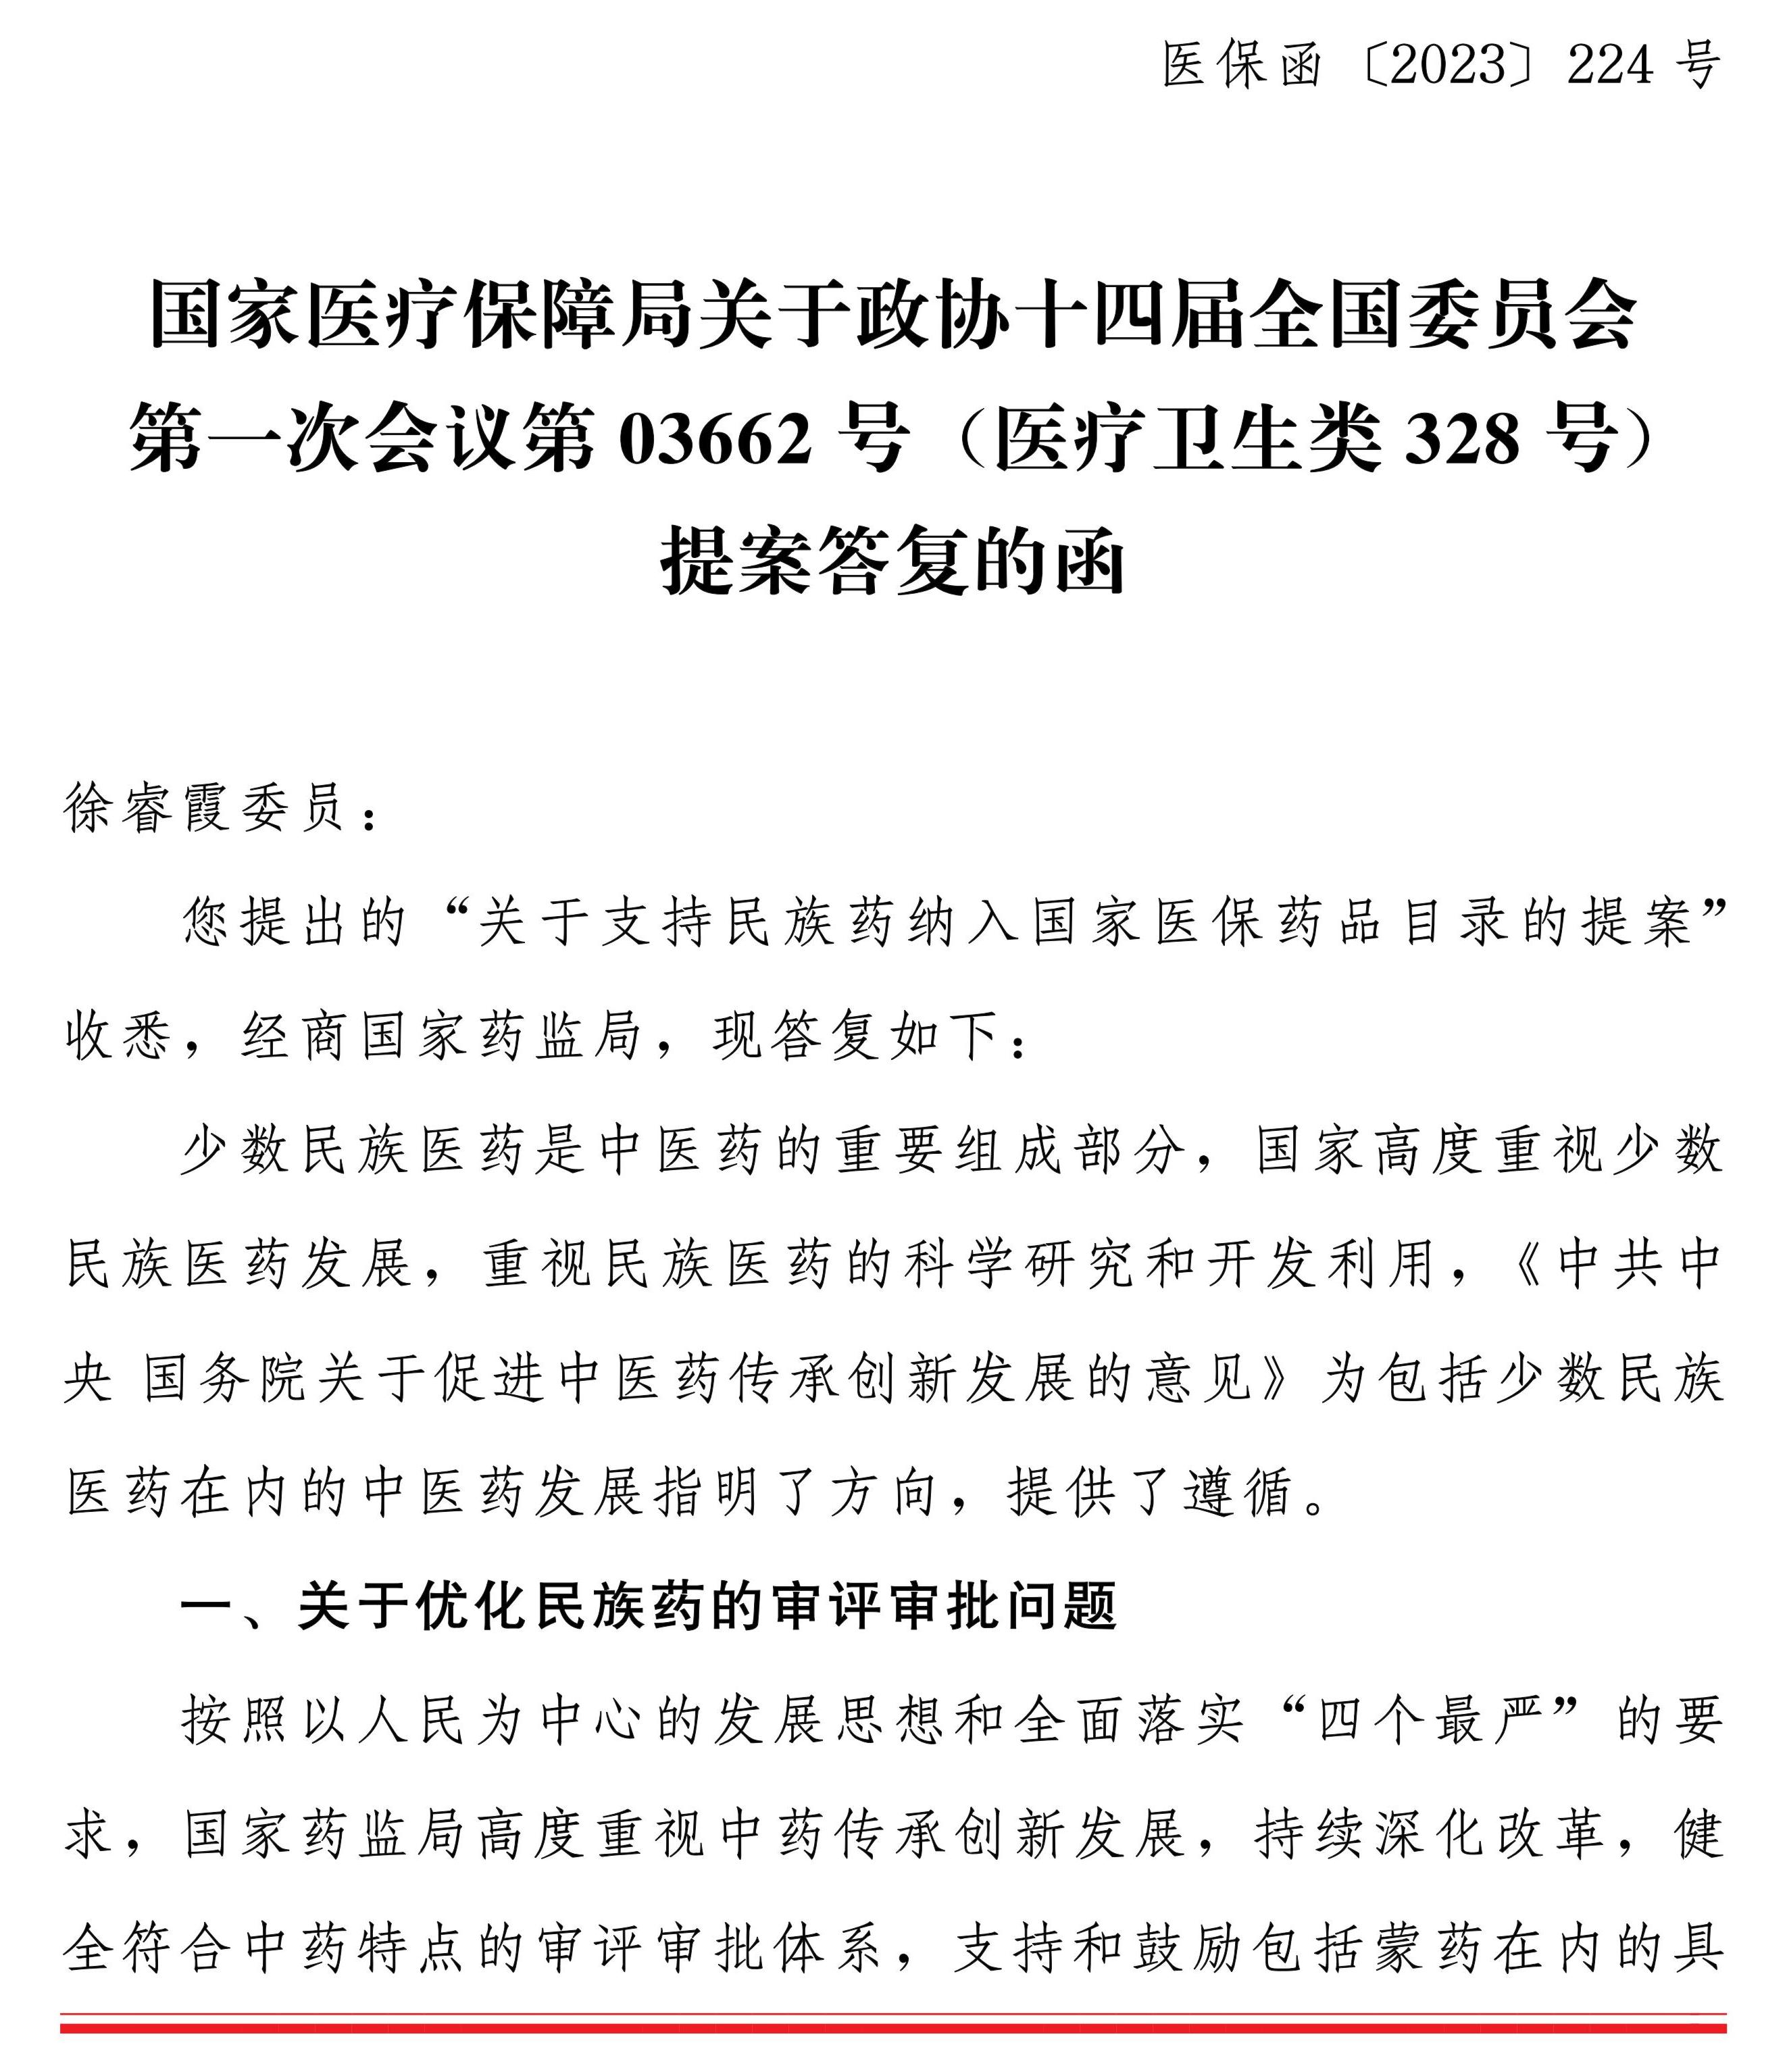 医保函〔2023〕224 号
国家医疗保障局关于政协十四届全国委员会
第一次会议第 03662 号（医疗卫生类 328 号）
提案答复的函
徐睿霞委员：
您提出的“关于支持民族药纳入国家医保药品目录的提案”
收悉，经商国家药监局，现答复如下：
少数民族医药是中医药的重要组成部分，国家高度重视少数
民族医药发展，重视民族医药的科学研究和开发利用，《中共中
央 国务院关于促进中医药传承创新发展的意见》为包括少数民族
医药在内的中医药发展指明了方向，提供了遵循。
一、关于优化民族药的审评审批问题
按照以人民为中心的发展思想和全面落实“四个最严”的要
求，国家药监局高度重视中药传承创新发展，持续深化改革，健
全符合中药特点的审评审批体系，支持和鼓励包括蒙药在内的具